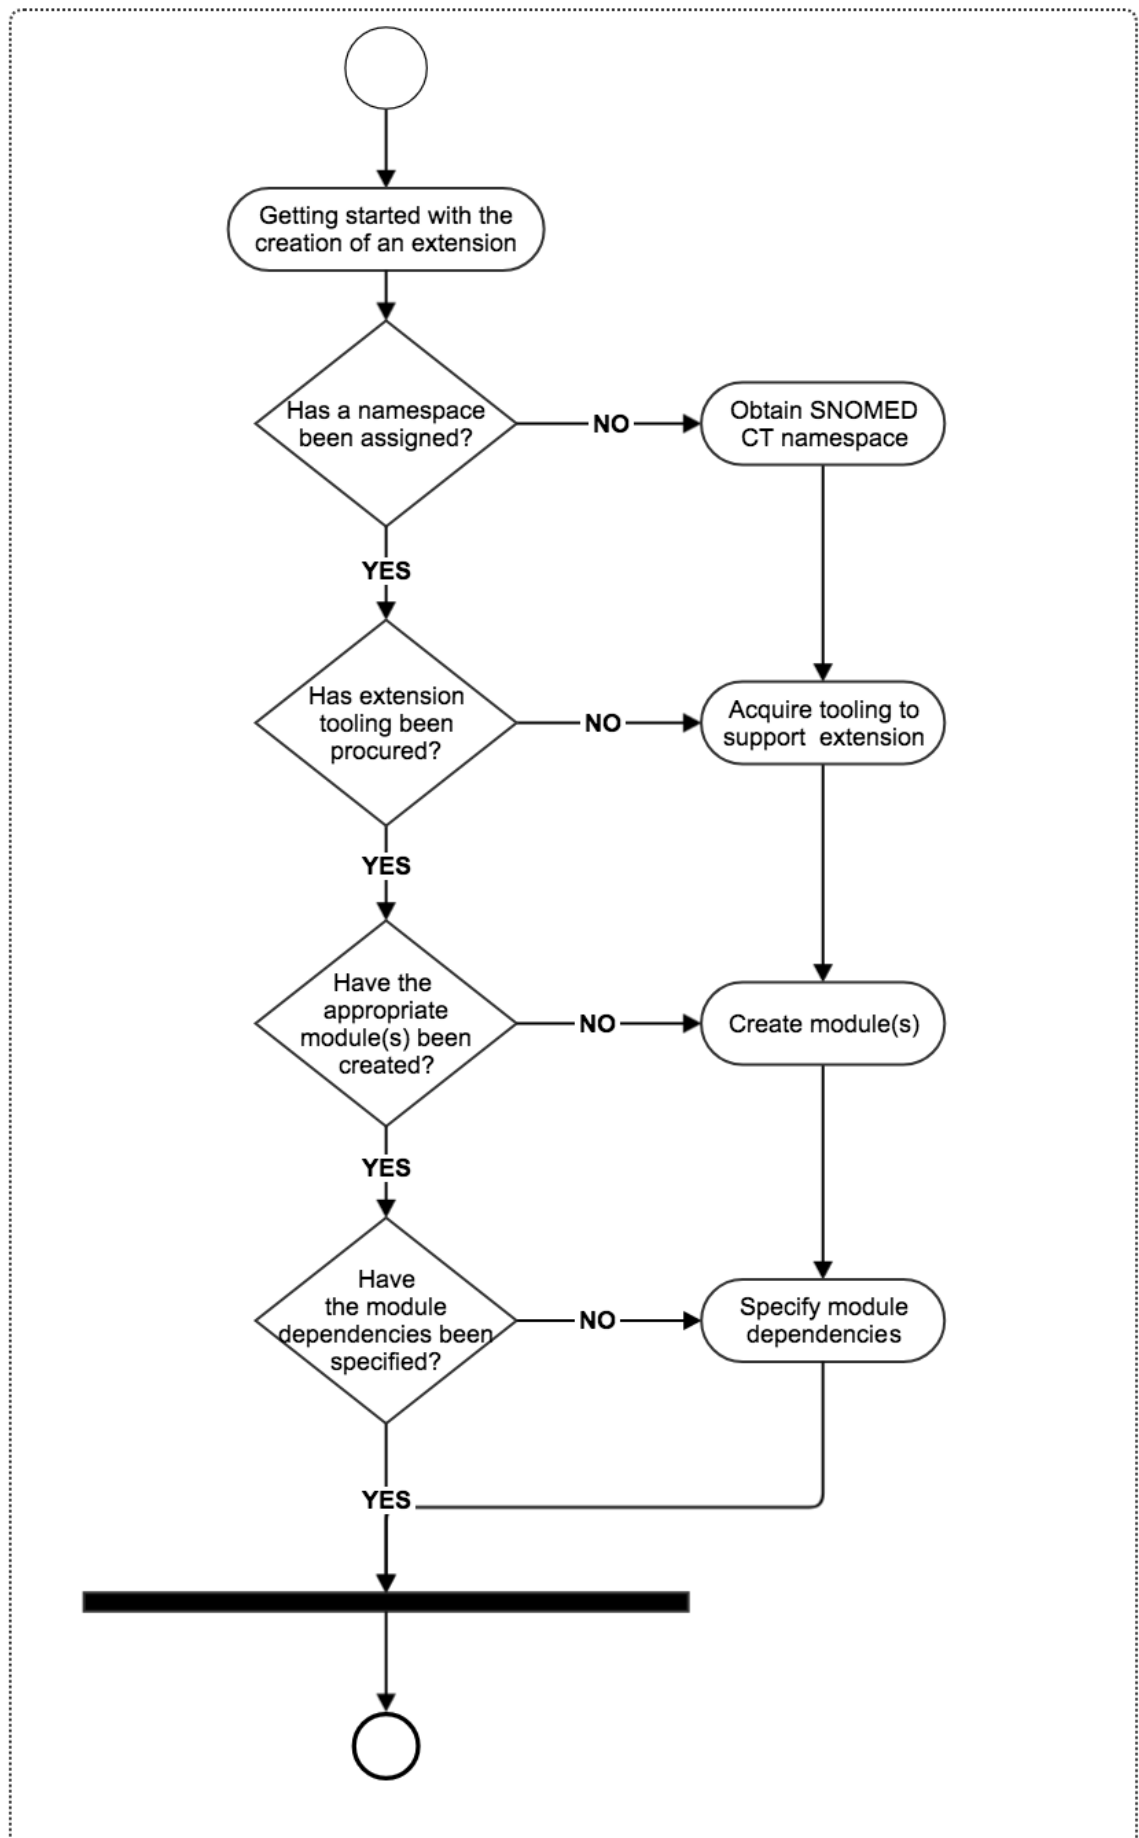 Getting started with the
creation of an extension
Has a namespace
been assigned?
NO
Obtain SNOMED
CT namespace
YES
Has extension
tooling been
procured?
NO
Acquire tooling to
support extension
YES
Have the
appropriate
module(s) been
created?
NO
Create module(s)
YES
Have
the module
dependencies been
specified?
NO
Specify module
dependencies
YES